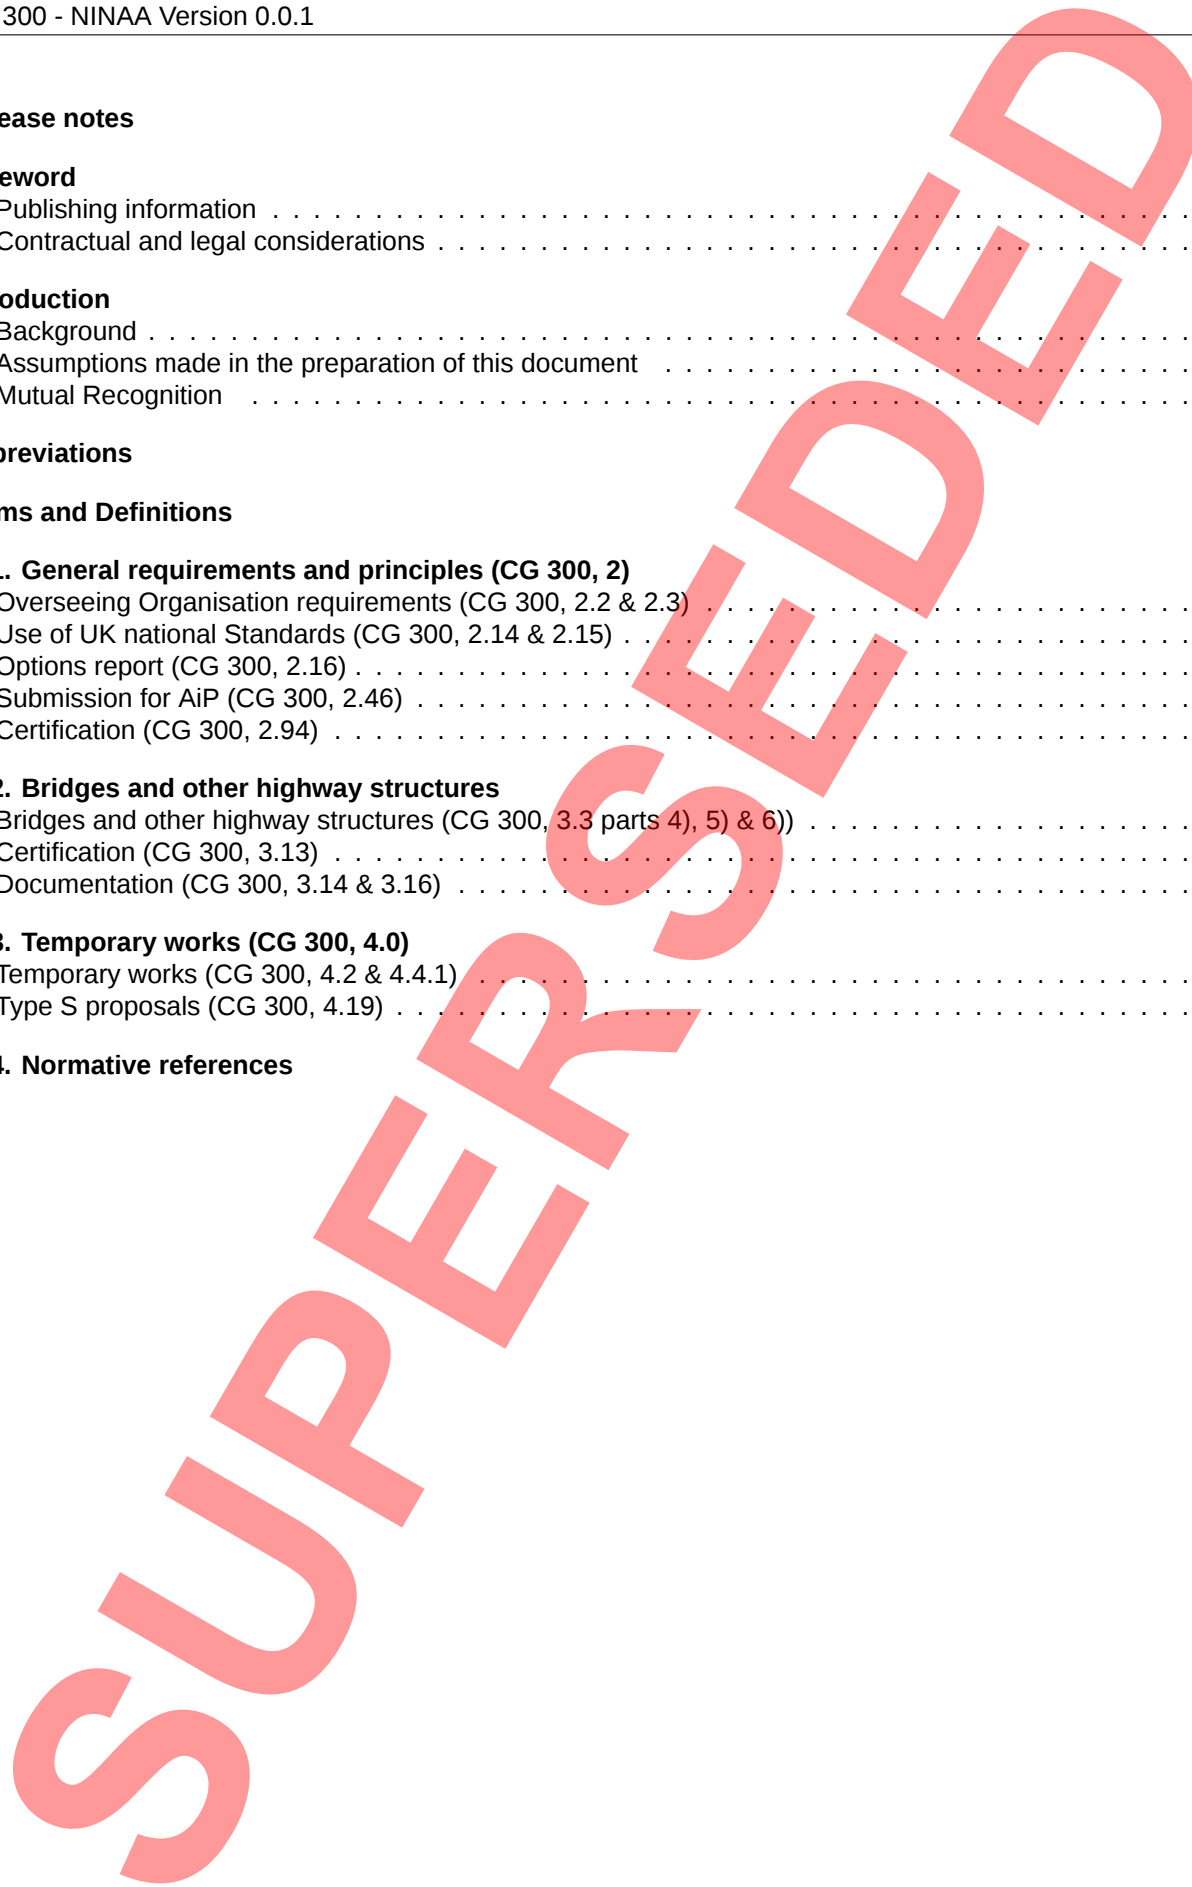 300 - NINAA Version 0.0.1
ease notes
eword
Publishing information . . . . . . . . . . . . . . . . . . . . . . . . . . . . . . . . . . . . . . . . . . . . . . . . . . . . . .
Contractual and legal considerations . . . . . . . . . . . . . . . . . . . . . . . . . . . . . . . . . . . . . . . . . . . .
oduction
Background . . . . . . . . . . . . . . . . . . . . . . . . . . . . . . . . . . . . . . . . . . . . . . . . . . . . . . . . . . . . .
Assumptions made in the preparation of this document . . . . . . . . . . . . . . . . . . . . . . . . . . . . . . .
Mutual Recognition . . . . . . . . . . . . . . . . . . . . . . . . . . . . . . . . . . . . . . . . . . . . . . . . . . . . . . .
breviations
ms and Definitions
1. General requirements and principles (CG 300, 2)
Overseeing Organisation requirements (CG 300, 2.2 & 2.3) . . . . . . . . . . . . . . . . . . . . . . . . . . . . .
Use of UK national Standards (CG 300, 2.14 & 2.15) . . . . . . . . . . . . . . . . . . . . . . . . . . . . . . . . .
Options report (CG 300, 2.16) . . . . . . . . . . . . . . . . . . . . . . . . . . . . . . . . . . . . . . . . . . . . . . . . .
Submission for AiP (CG 300, 2.46) . . . . . . . . . . . . . . . . . . . . . . . . . . . . . . . . . . . . . . . . . . . . . .
Certification (CG 300, 2.94) . . . . . . . . . . . . . . . . . . . . . . . . . . . . . . . . . . . . . . . . . . . . . . . . . .
2. Bridges and other highway structures
Bridges and other highway structures (CG 300, 3.3 parts 4), 5) & 6)) . . . . . . . . . . . . . . . . . . . . . . .
Certification (CG 300, 3.13) . . . . . . . . . . . . . . . . . . . . . . . . . . . . . . . . . . . . . . . . . . . . . . . . . .
Documentation (CG 300, 3.14 & 3.16) . . . . . . . . . . . . . . . . . . . . . . . . . . . . . . . . . . . . . . . . . . .
3. Temporary works (CG 300, 4.0)
Temporary works (CG 300, 4.2 & 4.4.1) . . . . . . . . . . . . . . . . . . . . . . . . . . . . . . . . . . . . . . . . . .
Type S proposals (CG 300, 4.19) . . . . . . . . . . . . . . . . . . . . . . . . . . . . . . . . . . . . . . . . . . . . . . .
4. Normative references
SUPERSEDED